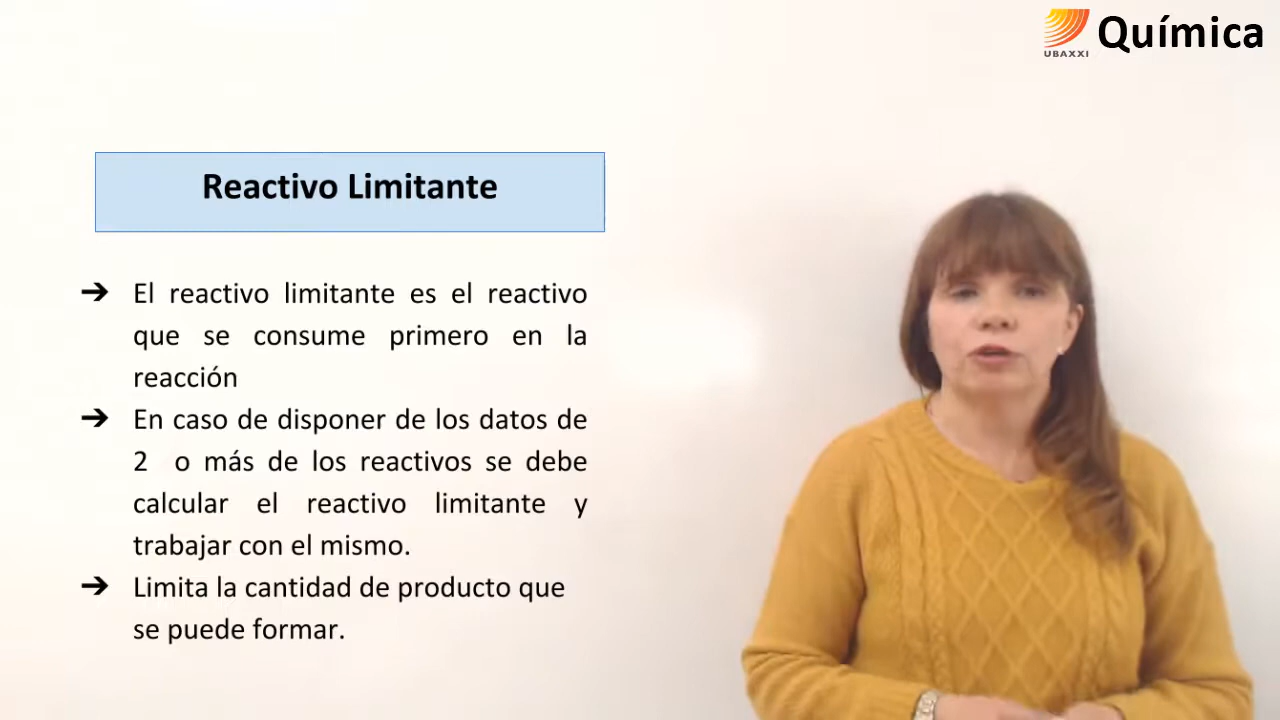 UBAXXI
Química
Reactivo Limitante
➔ El reactivo limitante es el reactivo
que se consume primero en la
reacción
➔ En caso de disponer de los datos de
2 o más de los reactivos se debe
calcular el reactivo limitante y
trabajar con el mismo.
➔ Limita la cantidad de producto que
se puede formar.